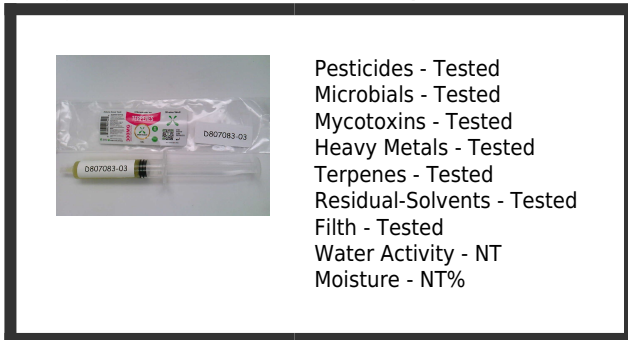 Pesticides - Tested
Microbials - Tested
Mycotoxins - Tested
Heavy Metals - Tested
Terpenes - Tested
Residual-Solvents - Tested
Filth - Tested
Water Activity - NT
Moisture - NT%
D807083-03
D807083-03